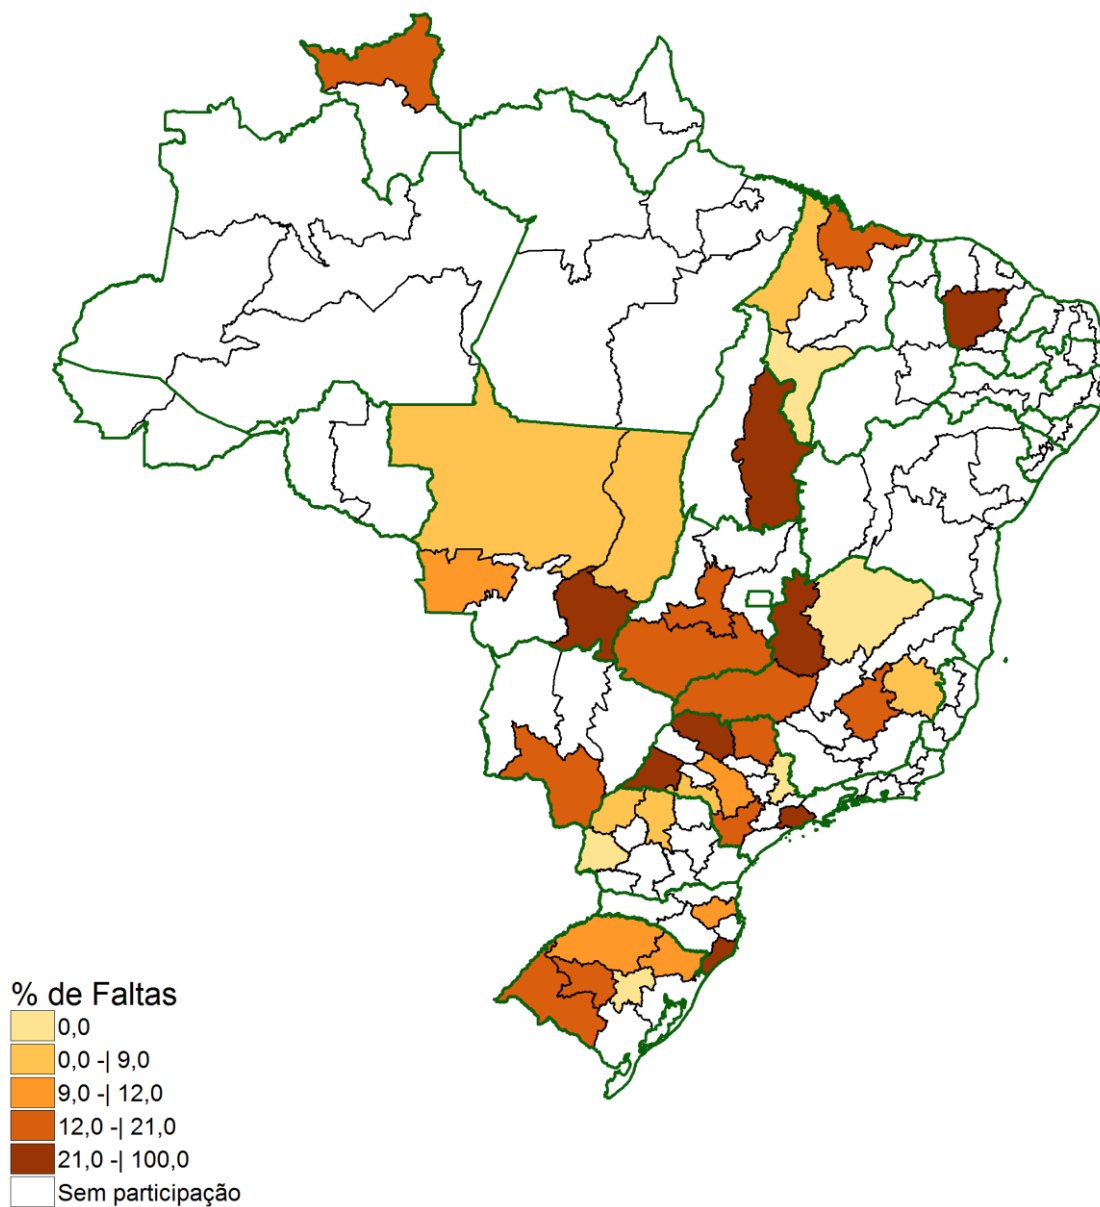 % de Faltas
0,0
0,0 -| 9,0
9,0 -| 12,0
12,0 -| 21,0
21,0 -| 100,0
Sem participação